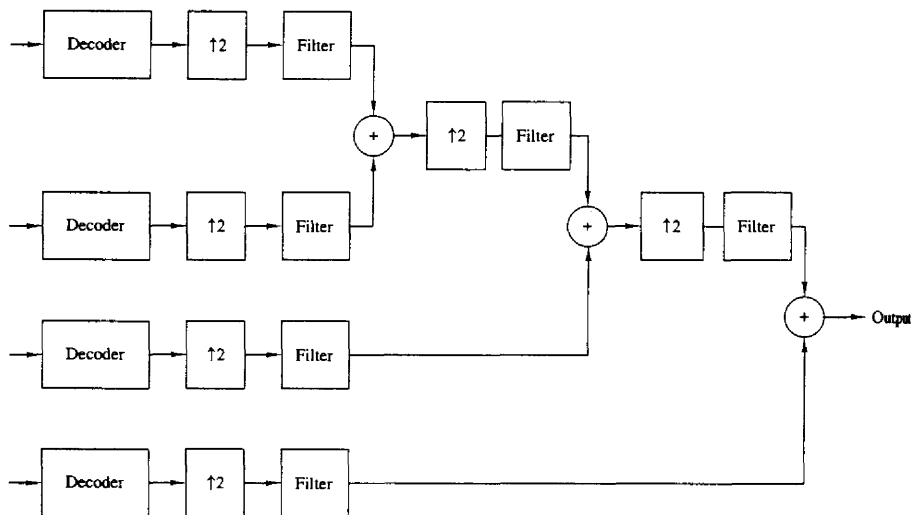 Decoder ↑2 Filter
+ ↑2 Filter
Decoder ↑2 Filter + ↑2 Filter
+ Output
Decoder ↑2 Filter
Decoder ↑2 Filter